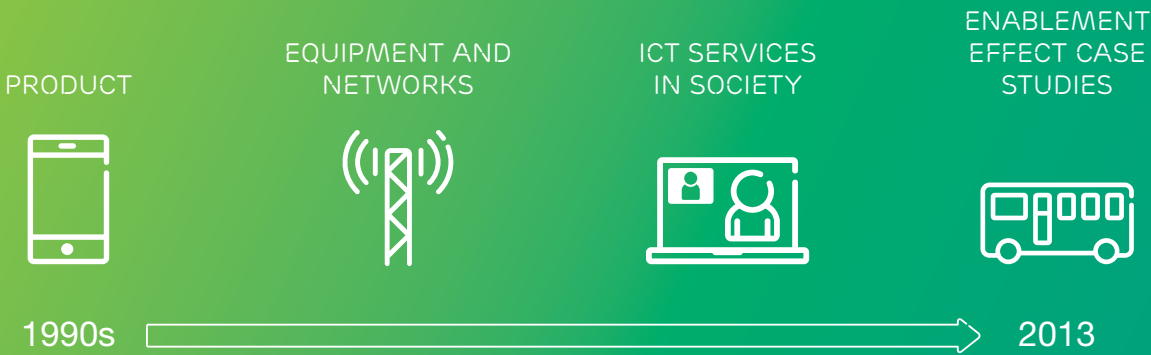 PRODUCT
EQUIPMENT AND
NETWORKS
ICT SERVICES
IN SOCIETY
ENABLEMENT
EFFECT CASE
STUDIES
1990s
2013